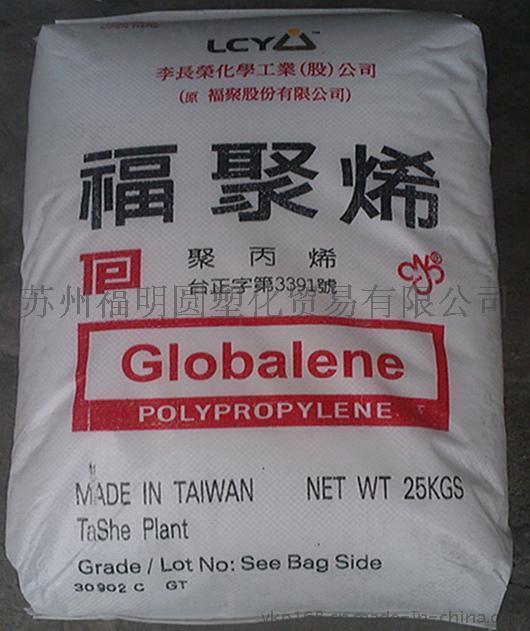 LCY
李長榮化學工業(股)公司
(原 福聚股份有限公司)
福聚烯
聚丙烯
台正字第3391號
苏州福明圆塑化贸易有限公司
Globalene
POLYPROPYLENE
MADE IN TAIWAN NET WT 25KGS
TaShe Plant
Grade / Lot No: See Bag Side
30902 C GT